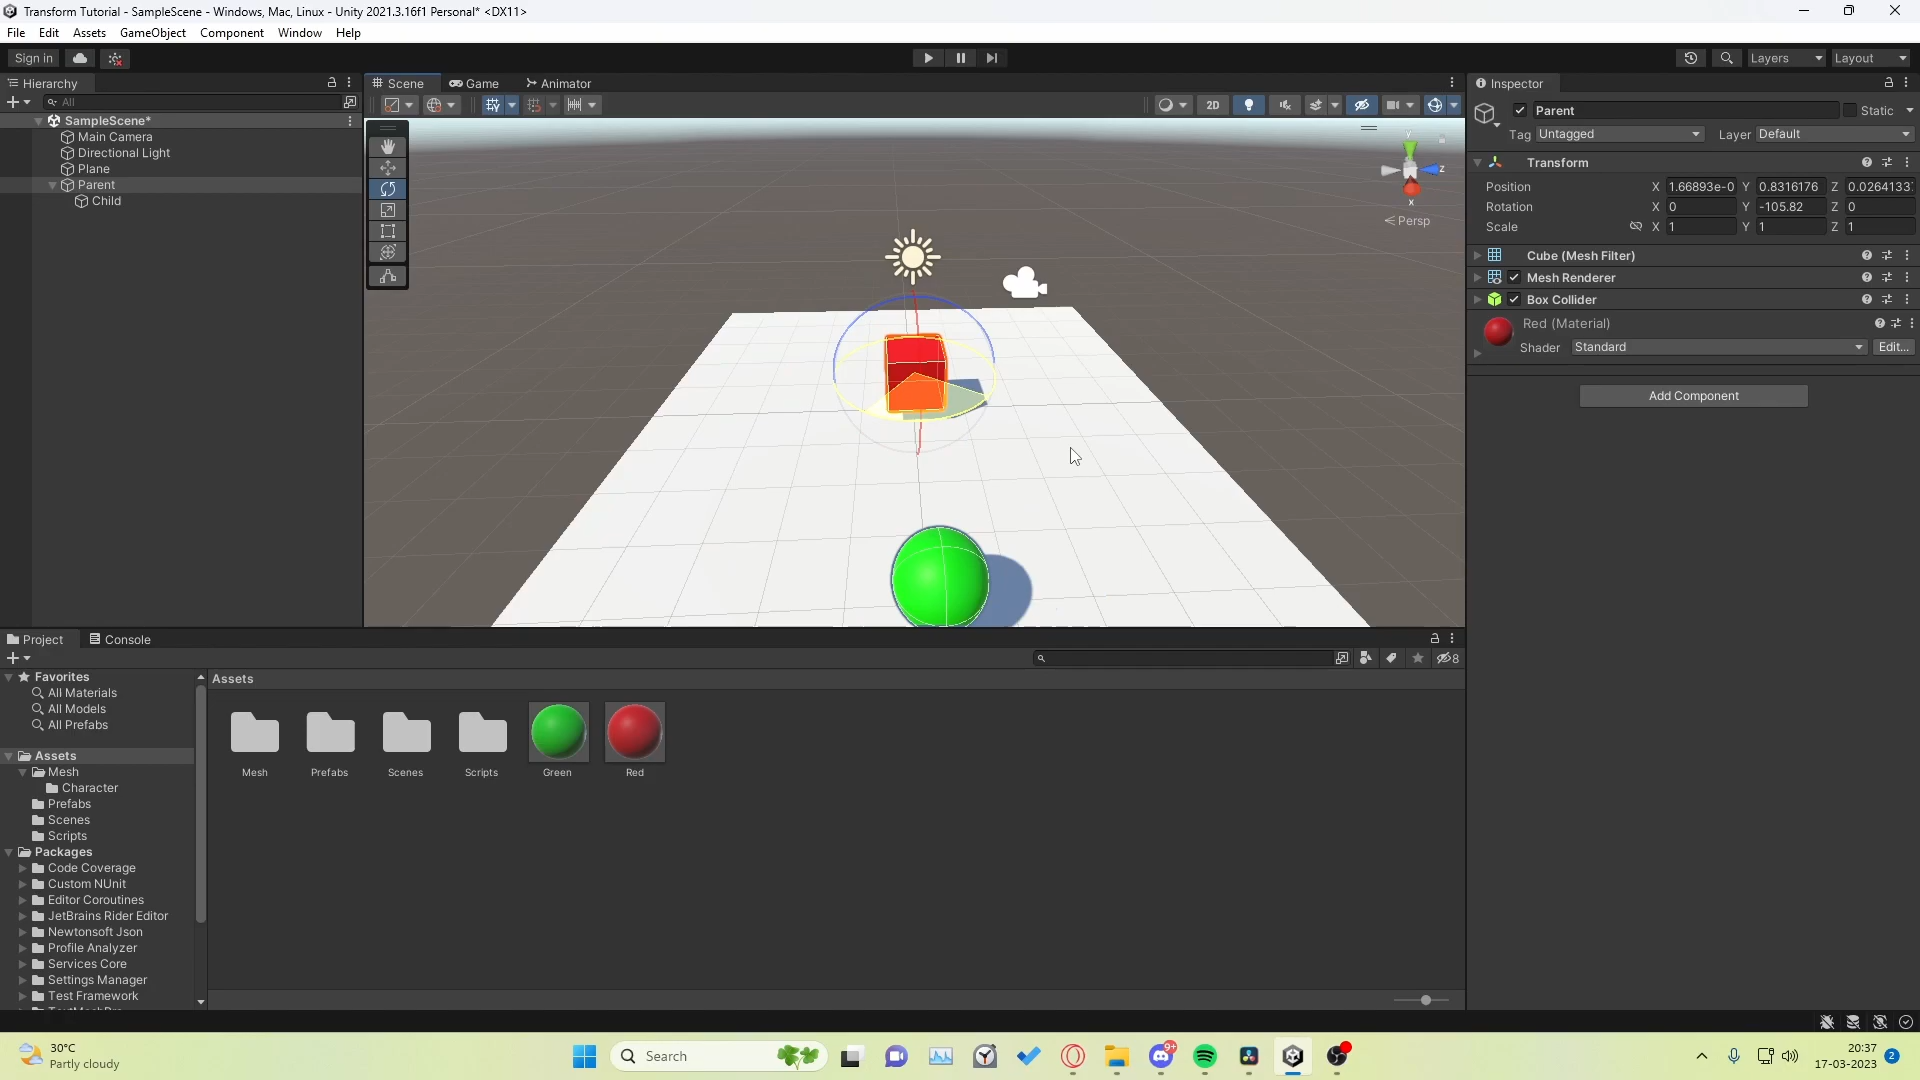 Transform Tutorial - SampleScene - Windows, Mac, Linux - Unity 2021.3.16f1 Personal* <DX11>
File Edit Assets GameObject Component Window Help
Sign in
Layers
Layout
Hierarchy
All
SampleScene*
Main Camera
Directional Light
Plane
Parent
Child
Scene
Game
Animator
2D
y
z
x
Persp
Inspector
Parent
Static
Tag Untagged
Layer Default
Transform
Position X 1.66893e-0 Y 0.8316176 Z 0.0264133
Rotation X 0 Y -105.82 Z 0
Scale X 1 Y 1 Z 1
Cube (Mesh Filter)
Mesh Renderer
Box Collider
Red (Material)
Shader Standard Edit...
Add Component
Project
Console
8
Favorites
All Materials
All Models
All Prefabs
Assets
Mesh
Character
Prefabs
Scenes
Scripts
Packages
Code Coverage
Custom NUnit
Editor Coroutines
JetBrains Rider Editor
Newtonsoft Json
Profile Analyzer
Services Core
Settings Manager
Test Framework
Assets
Mesh
Prefabs
Scenes
Scripts
Green
Red
30°C
Partly cloudy
Search
9+
20:37
17-03-2023
2